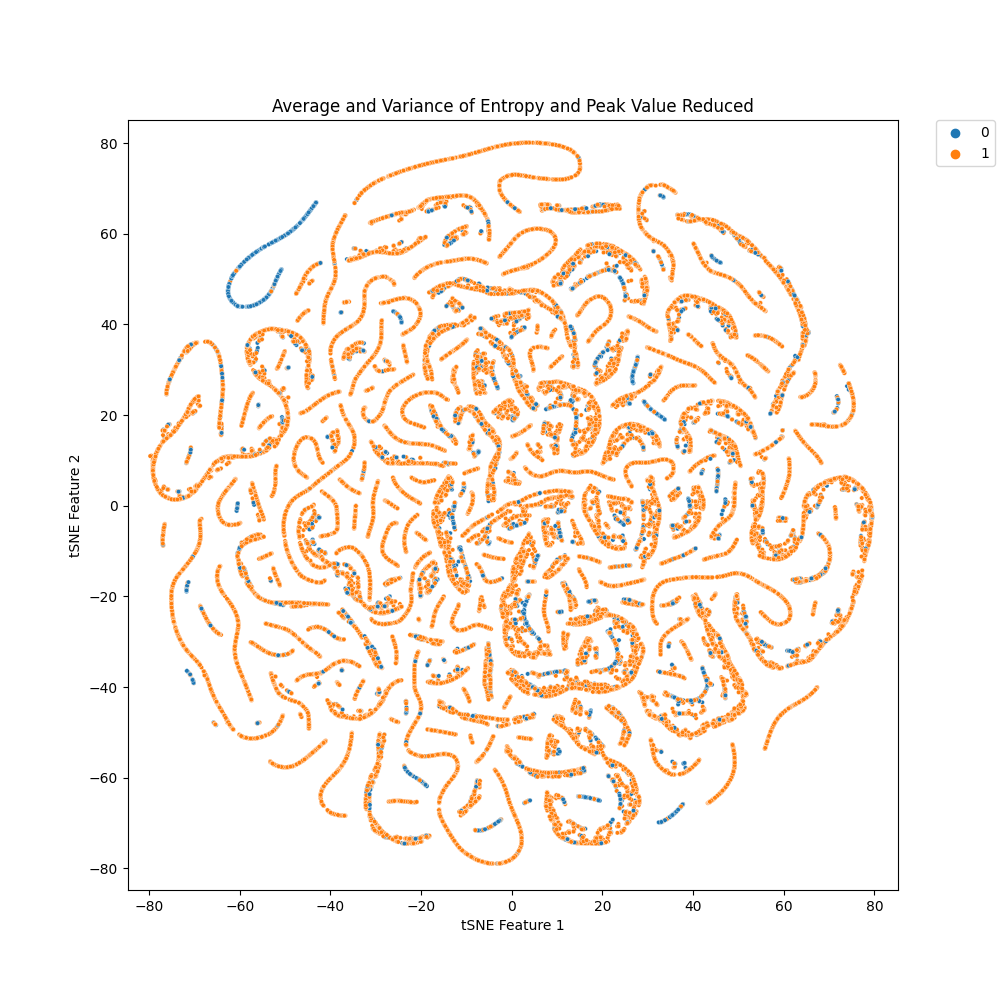 Average and Variance of Entropy and Peak Value Reduced
0
1
80
60
40
20
0
−20
−40
−60
−80
tSNE Feature 2
−80 −60 −40 −20 0 20 40 60 80
tSNE Feature 1